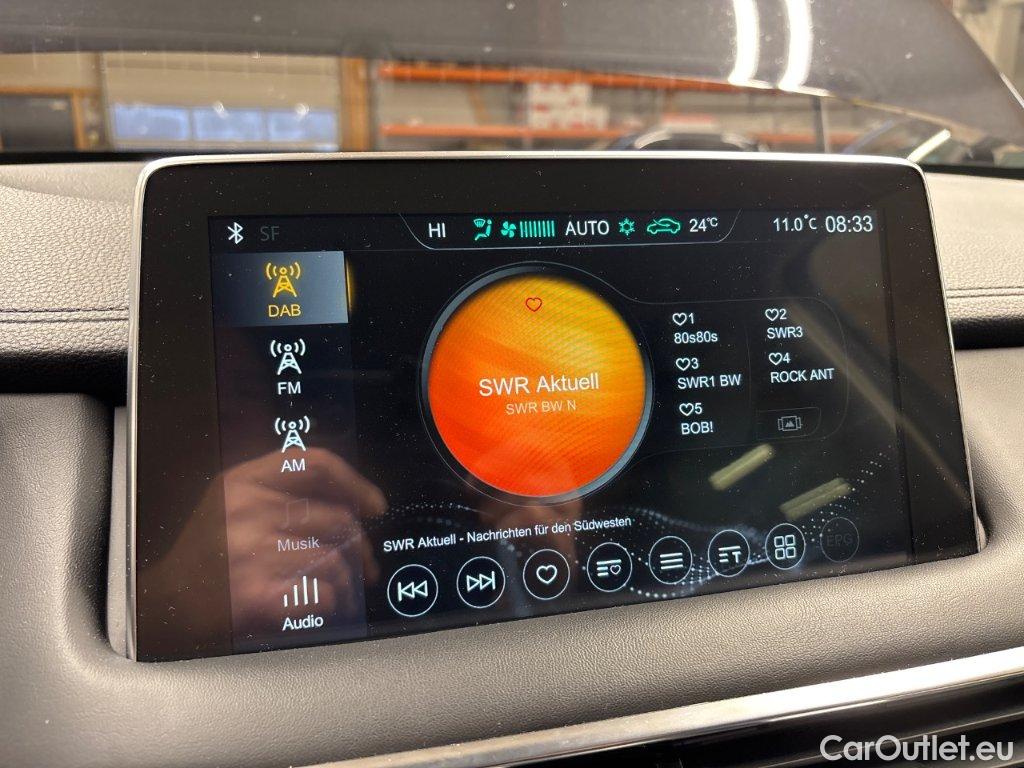 SF
HI AUTO 24°C
11.0°C 08:33
DAB
FM
AM
Musik
Audio
SWR Aktuell
SWR BW N
1
80s80s
2
SWR3
3
SWR1 BW
4
ROCK ANT
5
BOB!
SWR Aktuell - Nachrichten für den Südwesten
T
EPG
CarOutlet.eu